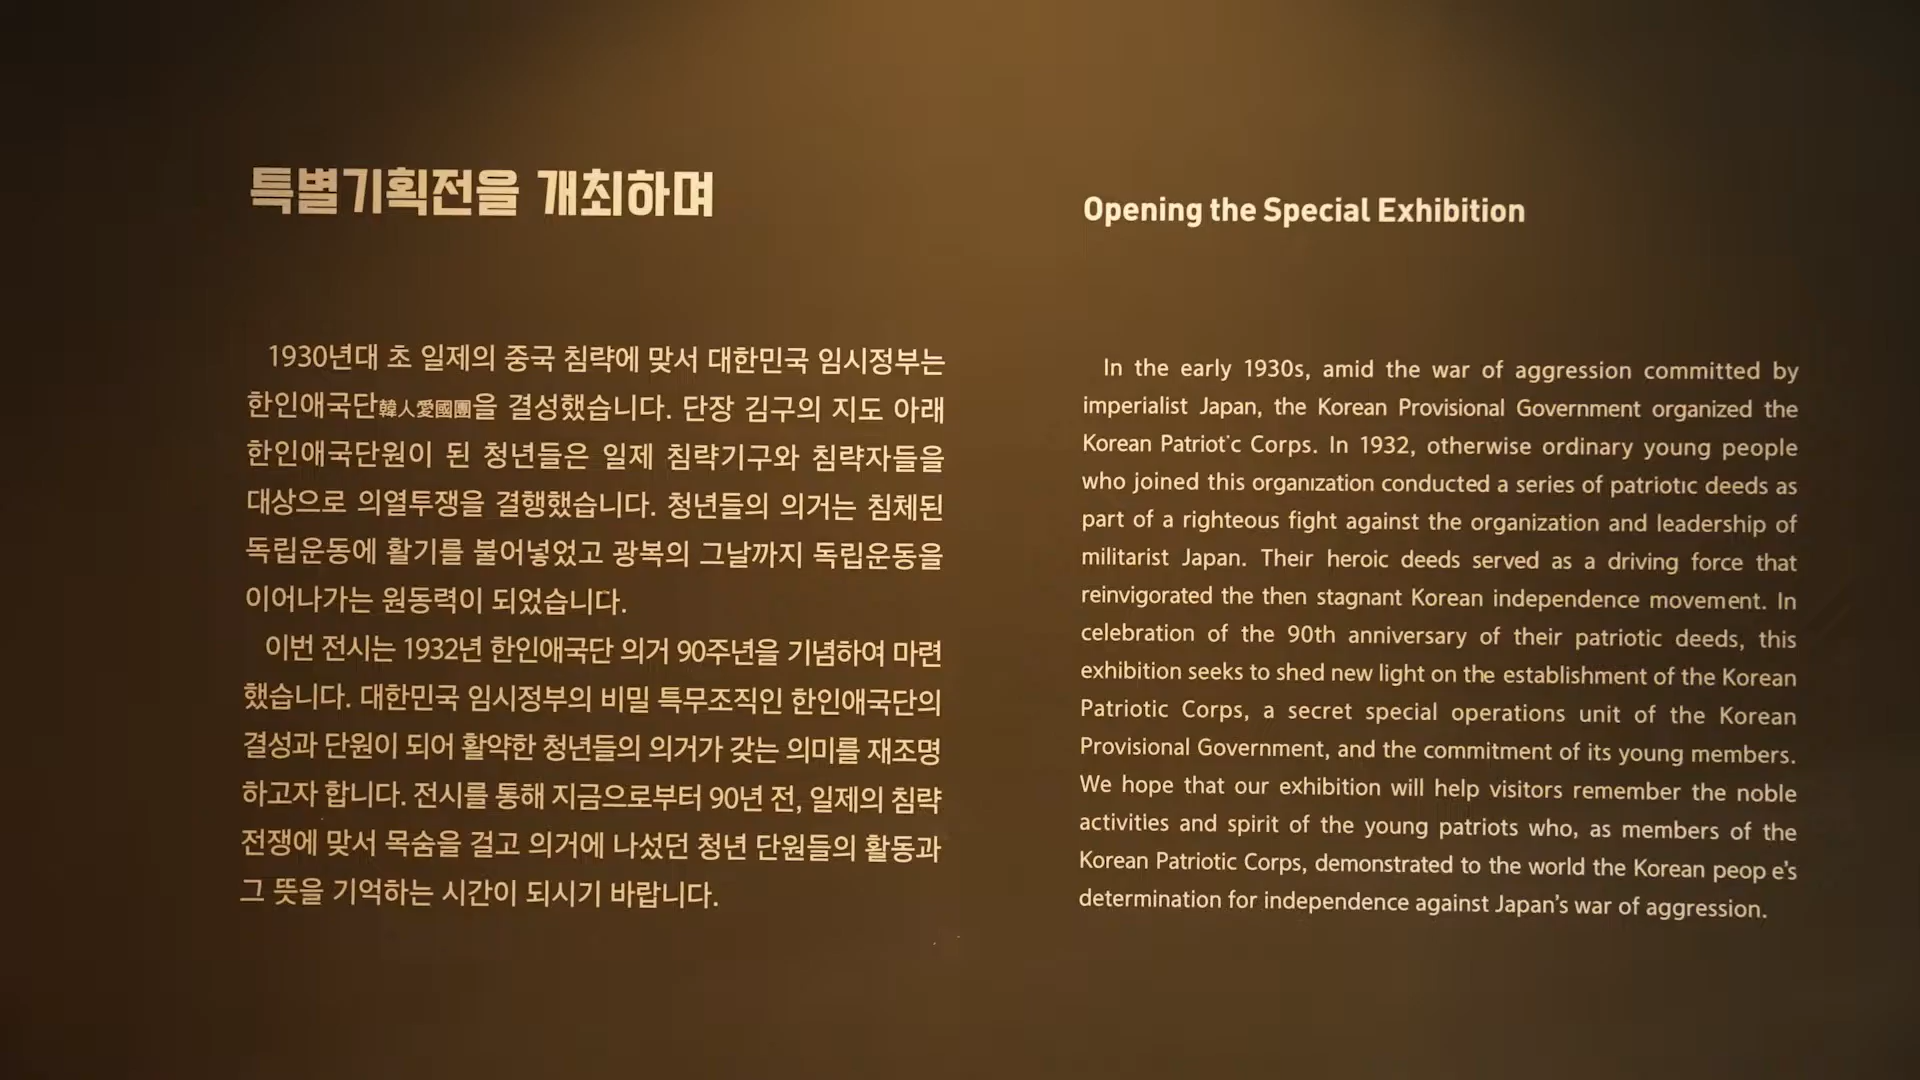 특별기획전을 개최하며
1930년대 초 일제의 중국 침략에 맞서 대한민국 임시정부는
한인애국단韓人愛國團을 결성했습니다. 단장 김구의 지도 아래
한인애국단원이 된 청년들은 일제 침략기구와 침략자들을
대상으로 의열투쟁을 결행했습니다. 청년들의 의거는 침체된
독립운동에 활기를 불어넣었고 광복의 그날까지 독립운동을
이어나가는 원동력이 되었습니다.
이번 전시는 1932년 한인애국단 의거 90주년을 기념하여 마련
했습니다. 대한민국 임시정부의 비밀 특무조직인 한인애국단의
결성과 단원이 되어 활약한 청년들의 의거가 갖는 의미를 재조명
하고자 합니다. 전시를 통해 지금으로부터 90년 전, 일제의 침략
전쟁에 맞서 목숨을 걸고 의거에 나섰던 청년 단원들의 활동과
그 뜻을 기억하는 시간이 되시기 바랍니다.
Opening the Special Exhibition
In the early 1930s, amid the war of aggression committed by
imperialist Japan, the Korean Provisional Government organized the
Korean Patriot'c Corps. In 1932, otherwise ordinary young people
who joined this organization conducted a series of patriotic deeds as
part of a righteous fight against the organization and leadership of
militarist Japan. Their heroic deeds served as a driving force that
reinvigorated the then stagnant Korean independence movement. In
celebration of the 90th anniversary of their patriotic deeds, this
exhibition seeks to shed new light on the establishment of the Korean
Patriotic Corps, a secret special operations unit of the Korean
Provisional Government, and the commitment of its young members.
We hope that our exhibition will help visitors remember the noble
activities and spirit of the young patriots who, as members of the
Korean Patriotic Corps, demonstrated to the world the Korean peop e's
determination for independence against Japan's war of aggression.